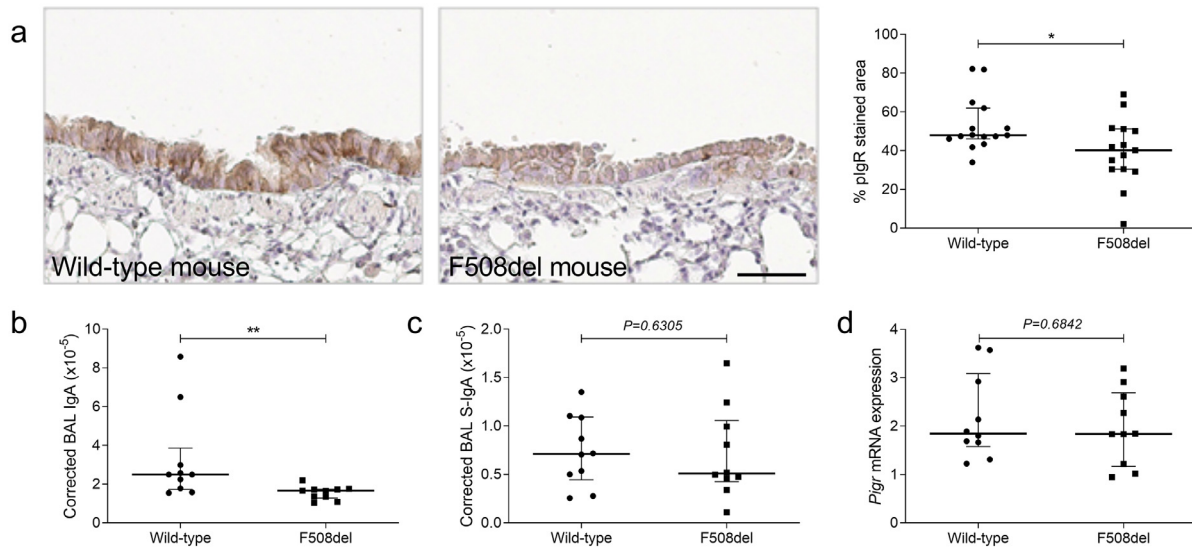 a
Wild-type mouse
F508del mouse
% pIgR stained area
100
80
60
40
20
0
*
Wild-type
F508del
b
Corrected BAL IgA (x10⁻⁵)
10
8
6
4
2
0
**
Wild-type
F508del
c
Corrected BAL S-IgA (x10⁻⁵)
2.0
1.5
1.0
0.5
0.0
P=0.6305
Wild-type
F508del
d
Pigr mRNA expression
4
3
2
1
0
P=0.6842
Wild-type
F508del